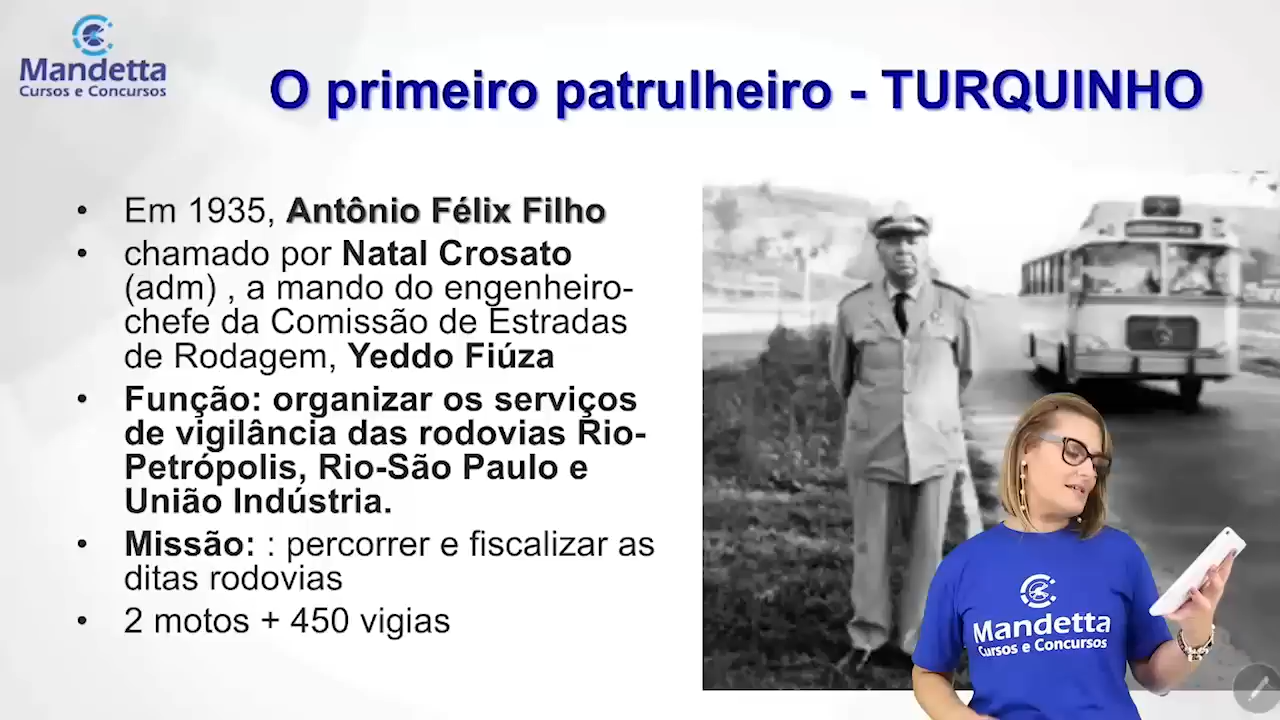 Mandetta
Cursos e Concursos
O primeiro patrulheiro - TURQUINHO
• Em 1935, Antônio Félix Filho
• chamado por Natal Crosato
(adm) , a mando do engenheiro-
chefe da Comissão de Estradas
de Rodagem, Yeddo Fiúza
• Função: organizar os serviços
de vigilância das rodovias Rio-
Petrópolis, Rio-São Paulo e
União Indústria.
• Missão: : percorrer e fiscalizar as
ditas rodovias
• 2 motos + 450 vigias
Mandetta
Cursos e Concursos